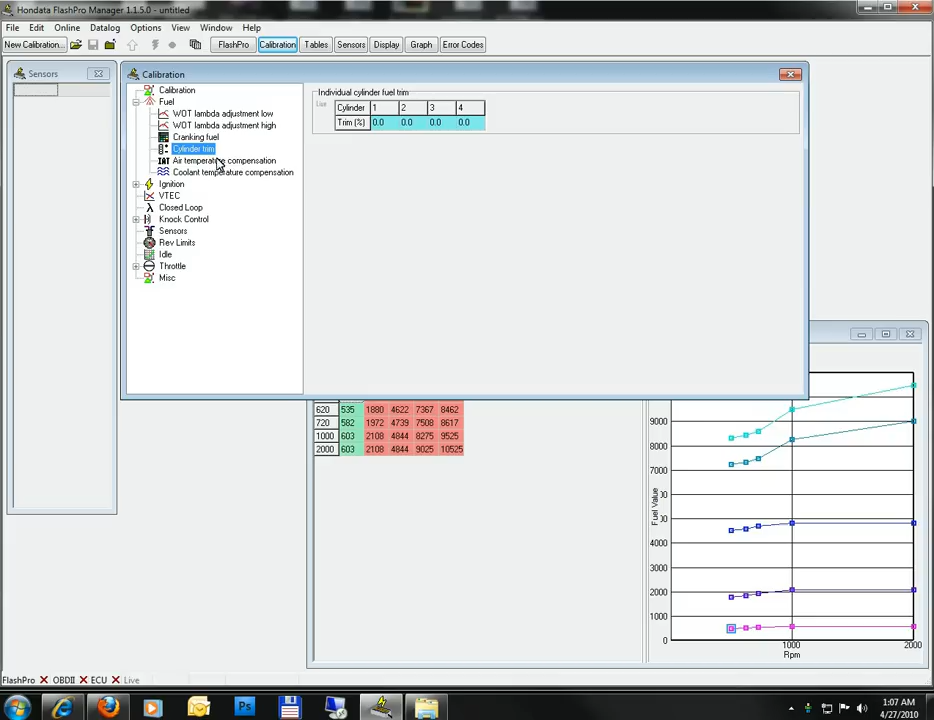 Hondata FlashPro Manager 1.1.5.0 - untitled
File Edit Online Datalog Options View Window Help
New Calibration... FlashPro Calibration Tables Sensors Display Graph Error Codes
Sensors
Calibration
Calibration
Fuel
WOT lambda adjustment low
WOT lambda adjustment high
Cranking fuel
Cylinder trim
IAT Air temperature compensation
Coolant temperature compensation
Ignition
VTEC
Closed Loop
Knock Control
Sensors
Rev Limits
Idle
Throttle
Misc
Individual cylinder fuel trim
Live
Cylinder 1 2 3 4
Trim (%) 0.0 0.0 0.0 0.0
620 535 1880 4622 7367 8462
720 582 1972 4739 7508 8617
1000 603 2108 4844 8275 9525
2000 603 2108 4844 9025 10525
9000
8000
7000
4000
3000
2000
1000
0
Fuel Value
1000 2000
Rpm
FlashPro OBDII ECU Live
Ps
1:07 AM
4/27/2010